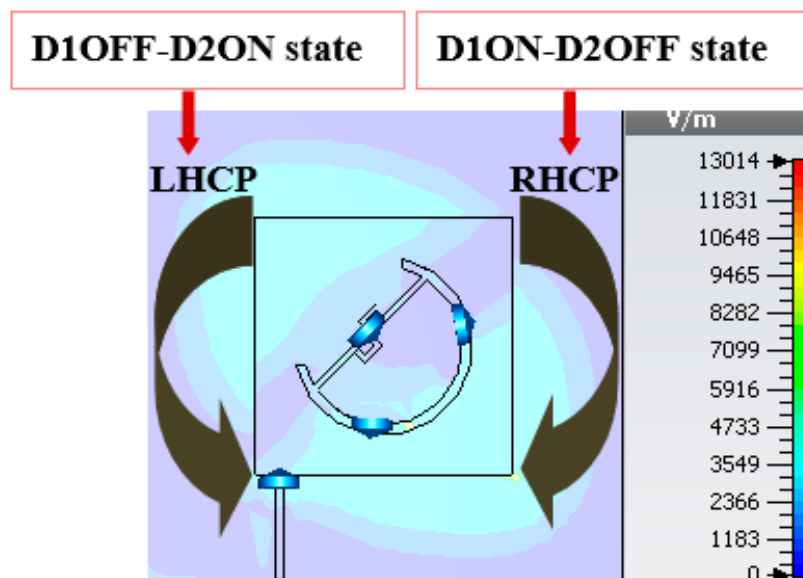 D1OFF-D2ON state
D1ON-D2OFF state
V/m
LHCP
RHCP
13014
11831
10648
9465
8282
7099
5916
4733
3549
2366
1183
0